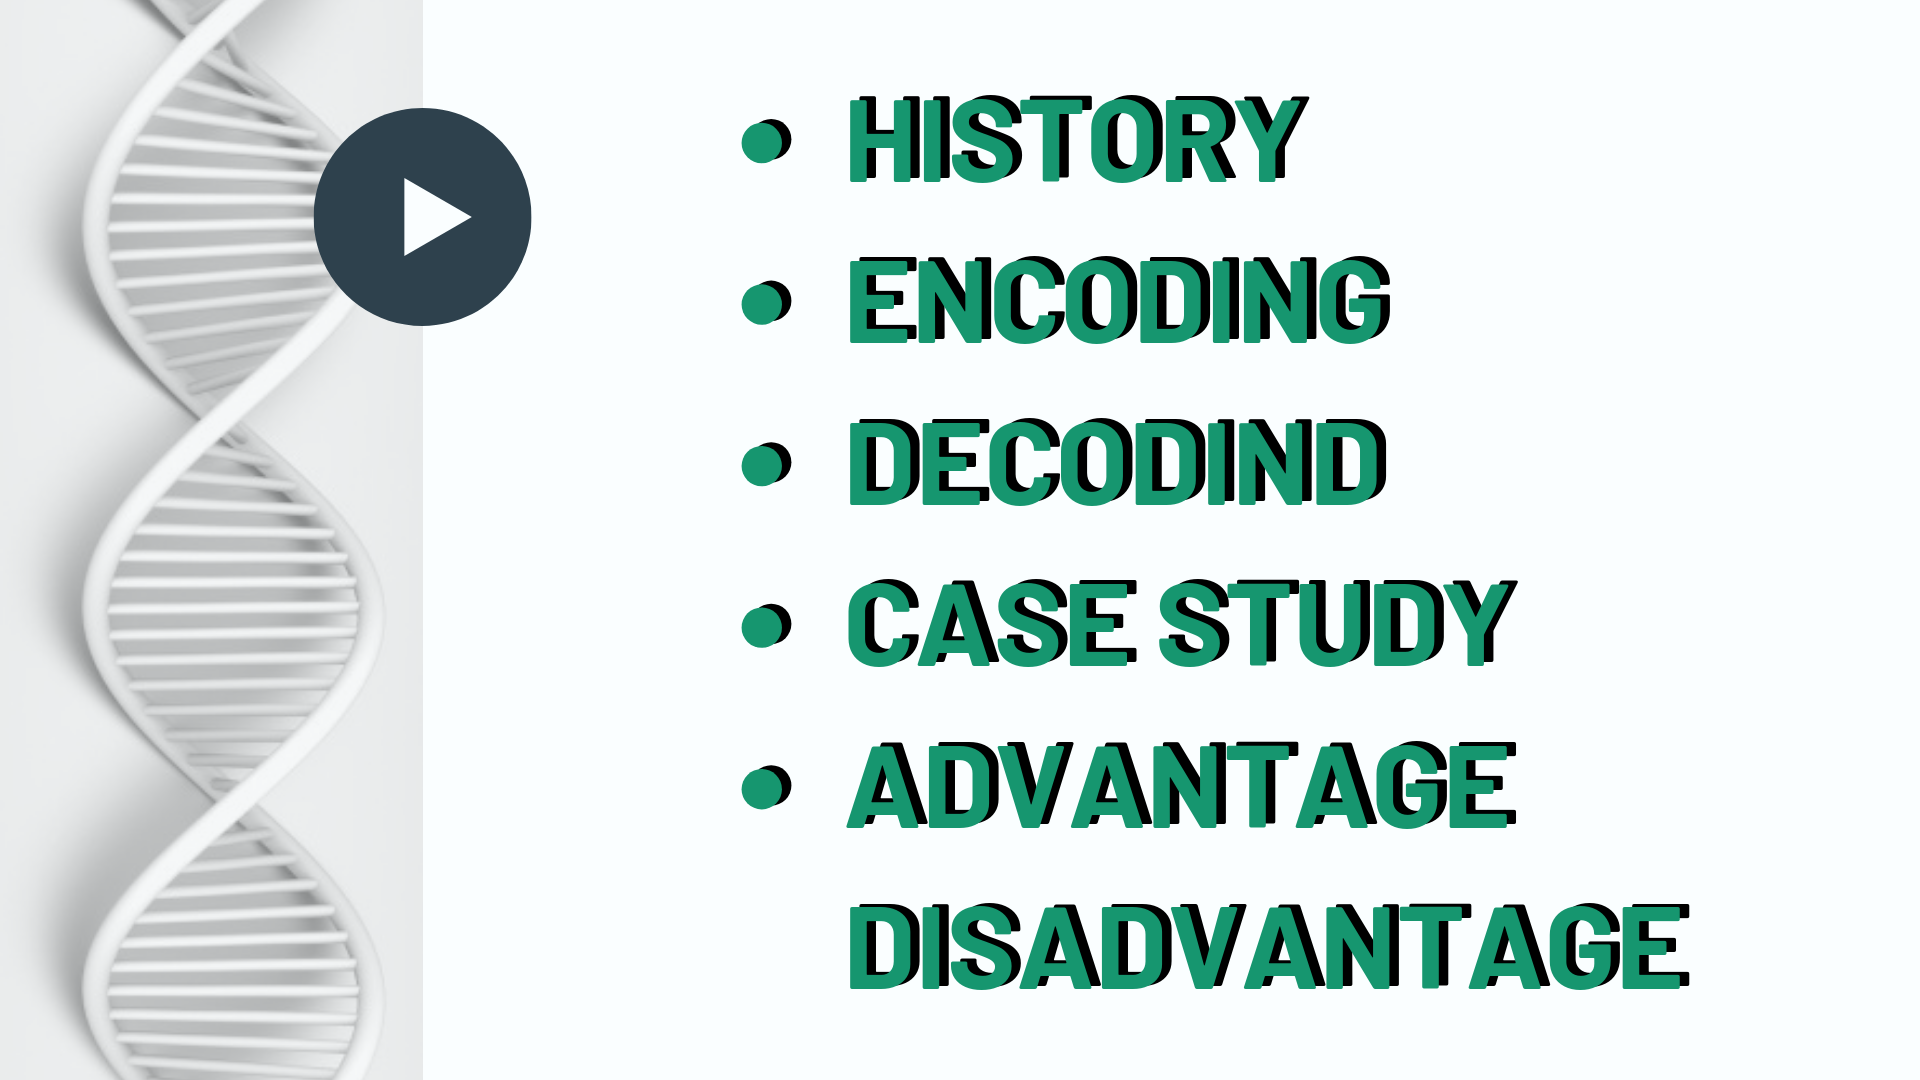 • HISTORY
• ENCODING
• DECODIND
• CASE STUDY
• ADVANTAGE
DISADVANTAGE